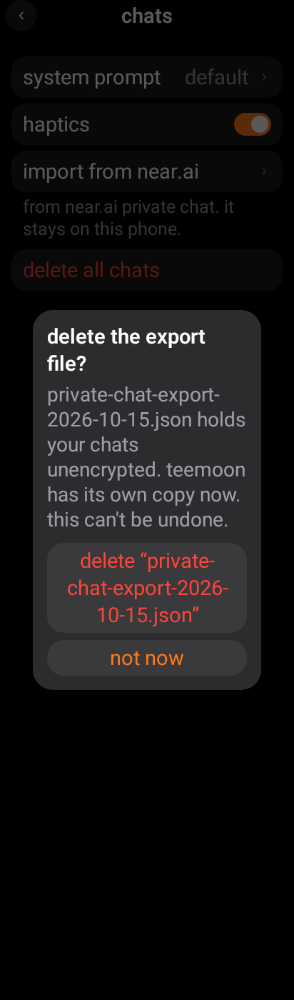 chats
system prompt default
haptics
import from near.ai
from near.ai private chat. it
stays on this phone.
delete all chats
delete the export
file?
private-chat-export-
2026-10-15.json holds
your chats
unencrypted. teemoon
has its own copy now.
this can't be undone.
delete “private-
chat-export-2026-
10-15.json”
not now